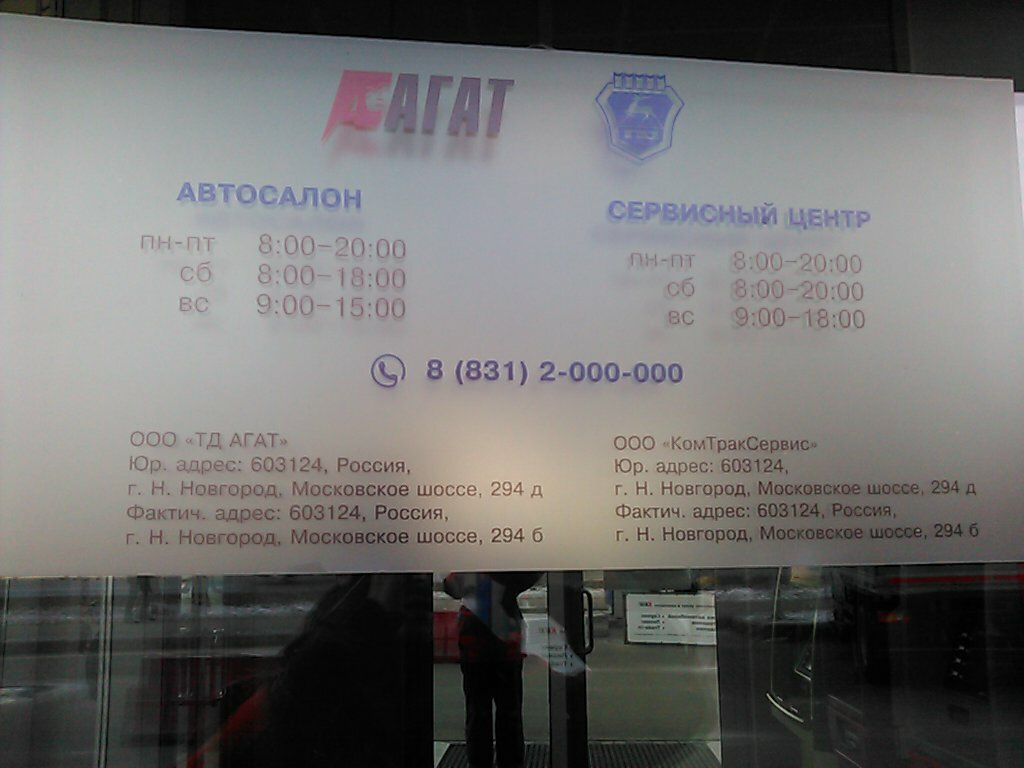 АГАТ
АВТОСАЛОН
пн-пт 8:00-20:00
сб 8:00-18:00
вс 9:00-15:00
СЕРВИСНЫЙ ЦЕНТР
пн-пт 8:00-20:00
сб 8:00-20:00
вс 9:00-18:00
8 (831) 2-000-000
ООО «ТД АГАТ»
Юр. адрес: 603124, Россия,
г. Н. Новгород, Московское шоссе, 294 д
Фактич. адрес: 603124, Россия,
г. Н. Новгород, Московское шоссе, 294 б
ООО «КомТракСервис»
Юр. адрес: 603124,
г. Н. Новгород, Московское шоссе, 294 д
Фактич. адрес: 603124, Россия,
г. Н. Новгород, Московское шоссе, 294 б